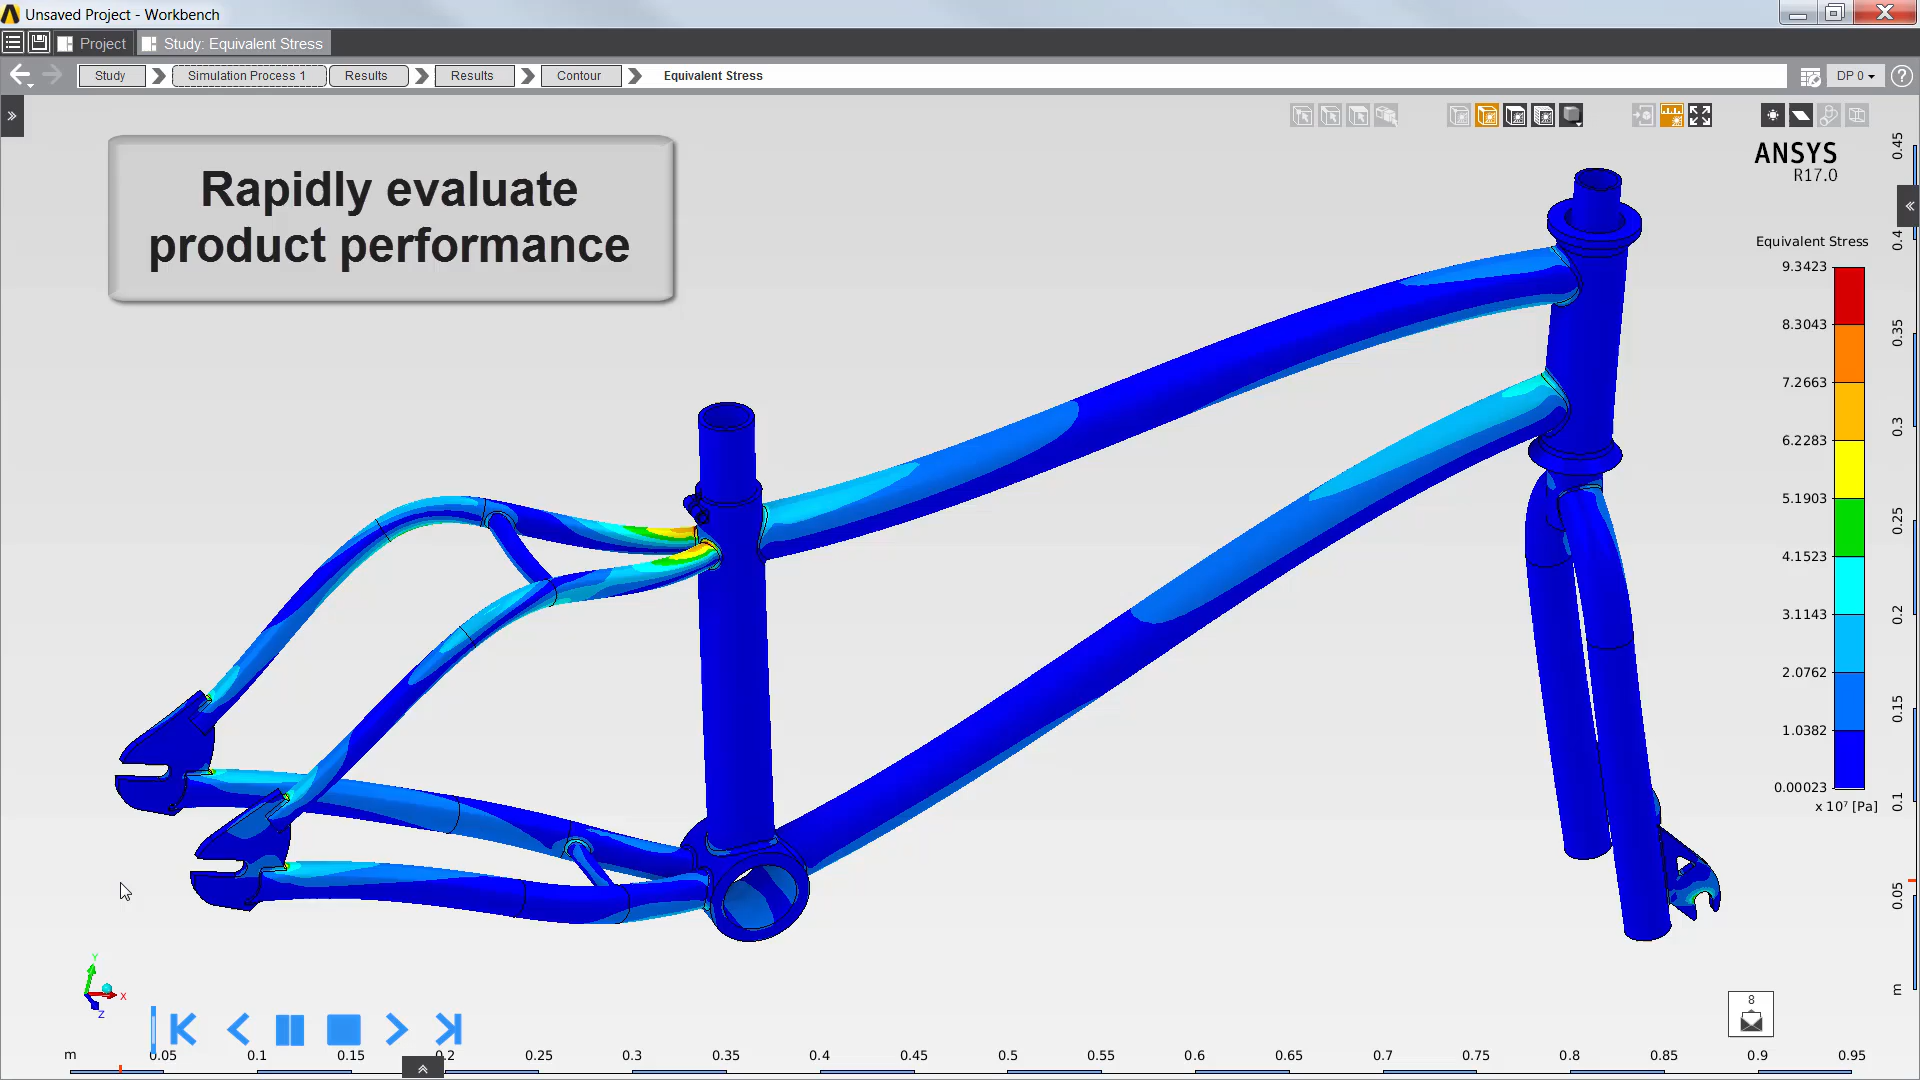 Unsaved Project - Workbench
Project
Study: Equivalent Stress
Study
Simulation Process 1
Results
Results
Contour
Equivalent Stress
DP 0
?
Rapidly evaluate
product performance
ANSYS
R17.0
Equivalent Stress
9.3423
8.3043
7.2663
6.2283
5.1903
4.1523
3.1143
2.0762
1.0382
0.00023
x 10⁷ [Pa]
0.45
0.4
0.35
0.3
0.25
0.2
0.15
0.1
0.05
m
Y
X
Z
8
m
0.05
0.1
0.15
0.2
0.25
0.3
0.35
0.4
0.45
0.5
0.55
0.6
0.65
0.7
0.75
0.8
0.85
0.9
0.95